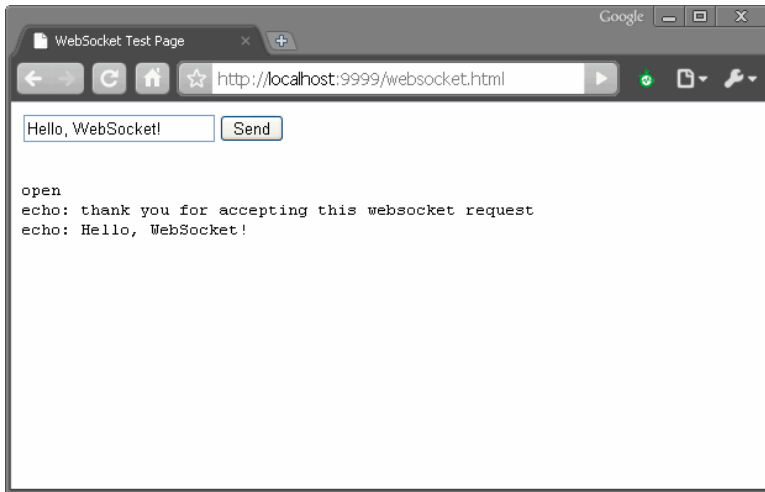 Google
WebSocket Test Page
http://localhost:9999/websocket.html
Hello, WebSocket! Send
open
echo: thank you for accepting this websocket request
echo: Hello, WebSocket!